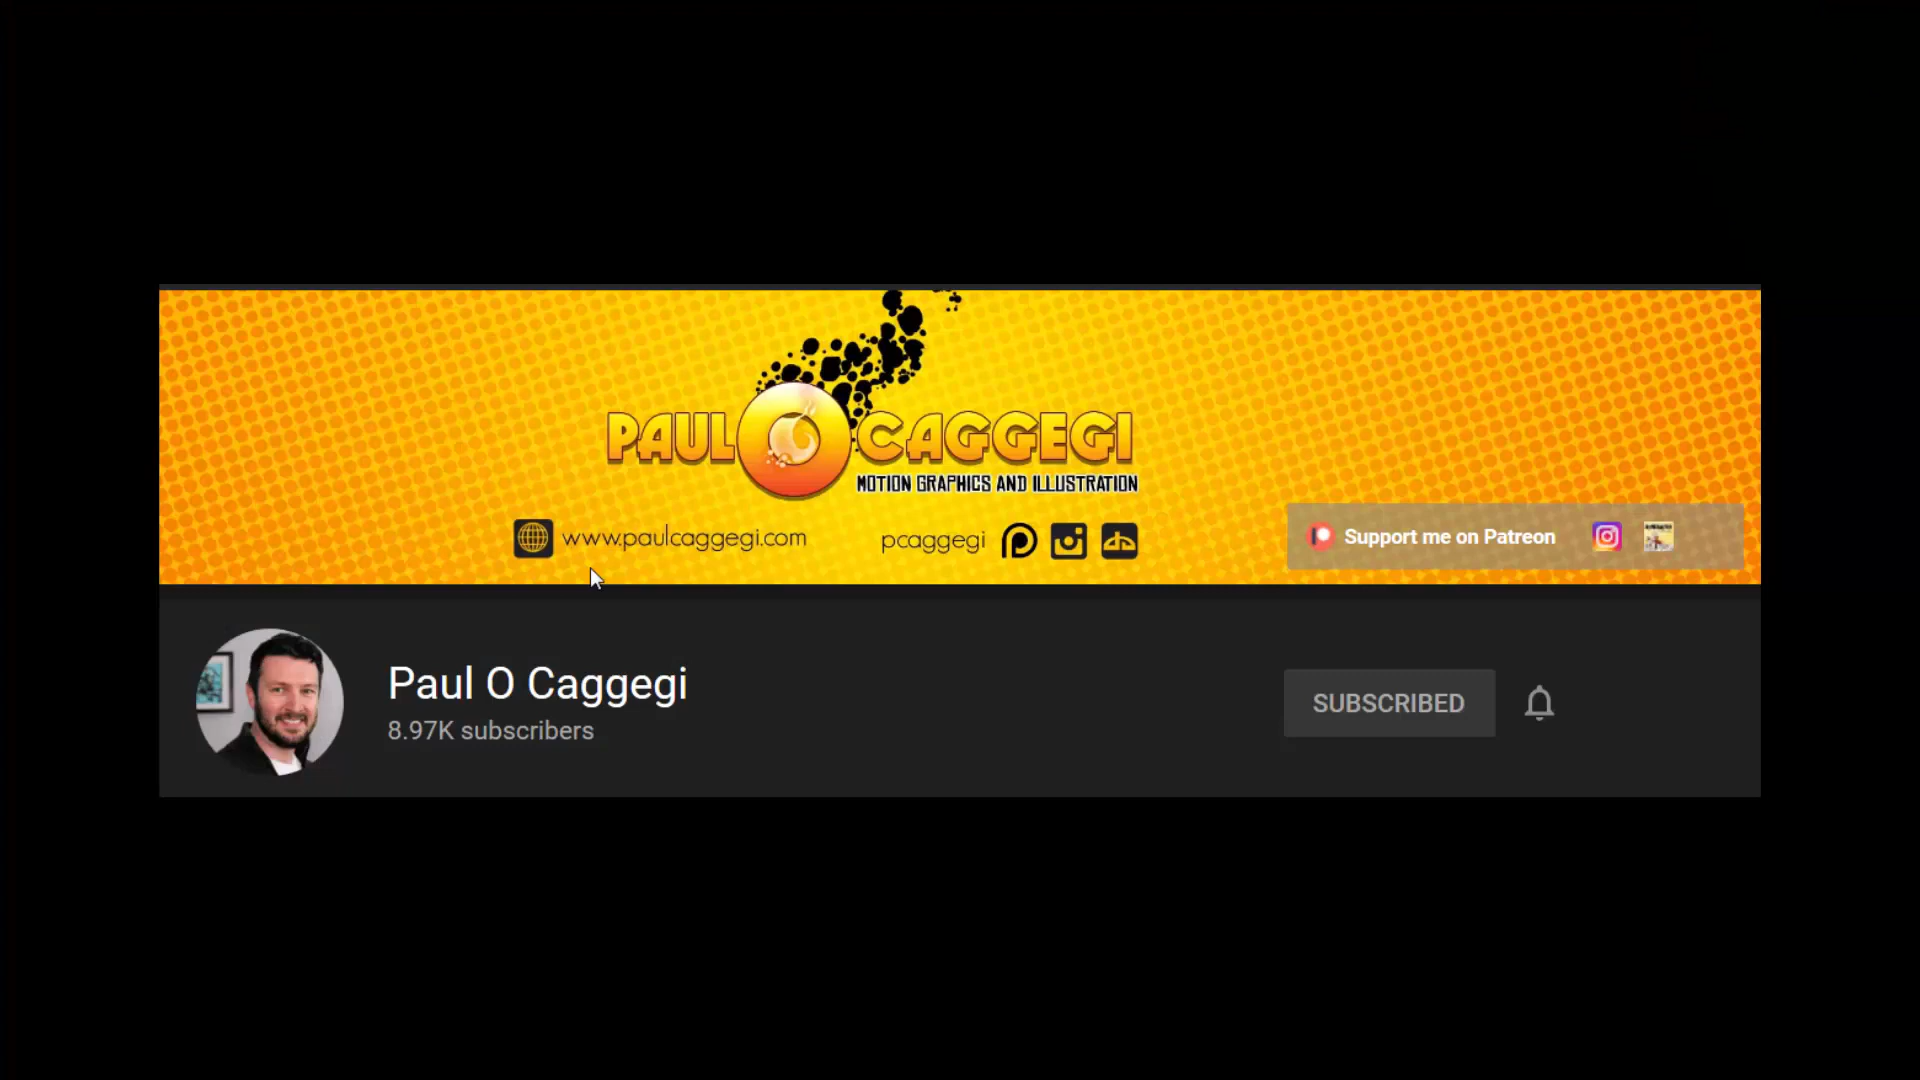 PAUL O CAGGEGI
MOTION GRAPHICS AND ILLUSTRATION
www.paulcaggegi.com
pcaggegi
Support me on Patreon
Paul O Caggegi
8.97K subscribers
SUBSCRIBED